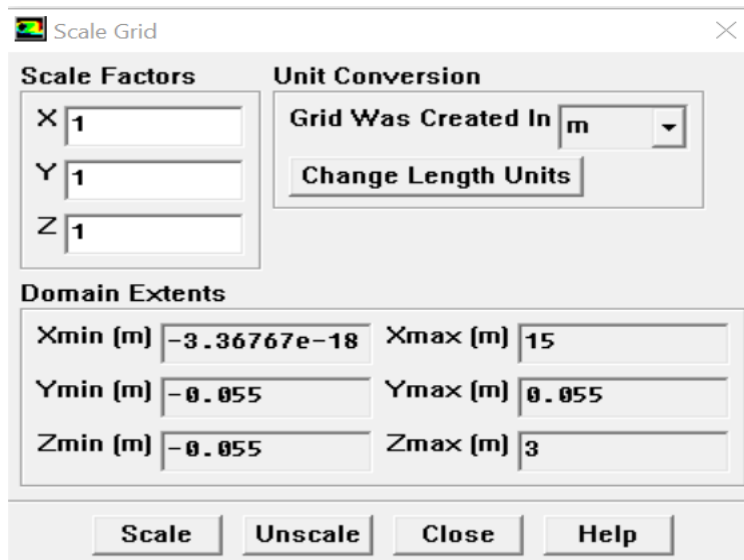 Scale Grid
Scale Factors
X 1
Y 1
Z 1
Unit Conversion
Grid Was Created In m
Change Length Units
Domain Extents
Xmin (m) -3.36767e-18 Xmax (m) 15
Ymin (m) -0.055 Ymax (m) 0.055
Zmin (m) -0.055 Zmax (m) 3
Scale Unscale Close Help